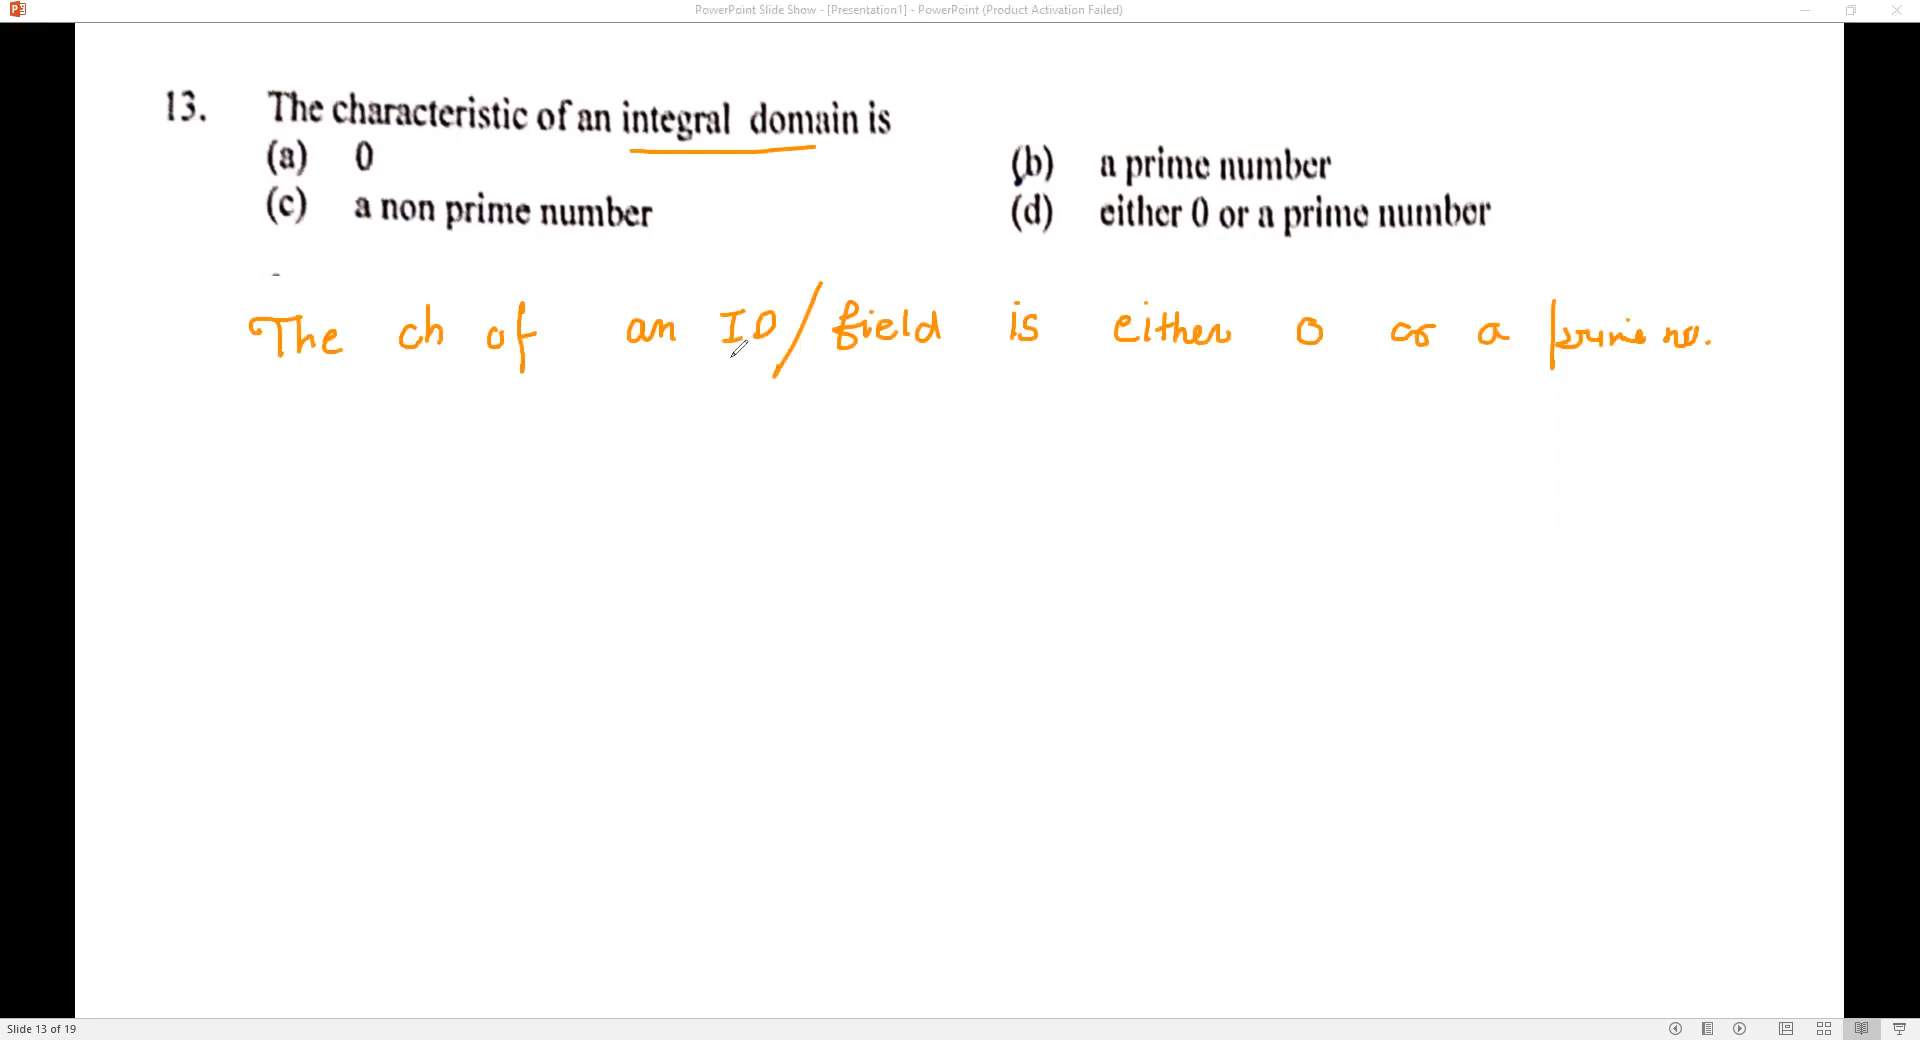 PowerPoint Slide Show - [Presentation1] - PowerPoint (Product Activation Failed)
13. The characteristic of an integral domain is
(a) 0 (b) a prime number
(c) a non prime number (d) either 0 or a prime number
The ch of an ID/field is either 0 or a prime no.
Slide 13 of 19